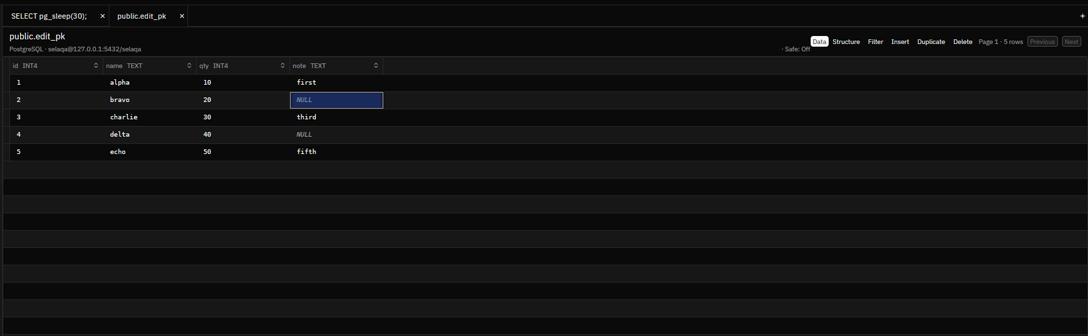 SELECT pg_sleep(30); × public.edit_pk × +
public.edit_pk
PostgreSQL · selaqa@127.0.0.1:5432/selaqa · Safe: Off Data Structure Filter Insert Duplicate Delete Page 1 · 5 rows Previous Next
id INT4 name TEXT qty INT4 note TEXT
1 alpha 10 first
2 bravo 20 NULL
3 charlie 30 third
4 delta 40 NULL
5 echo 50 fifth